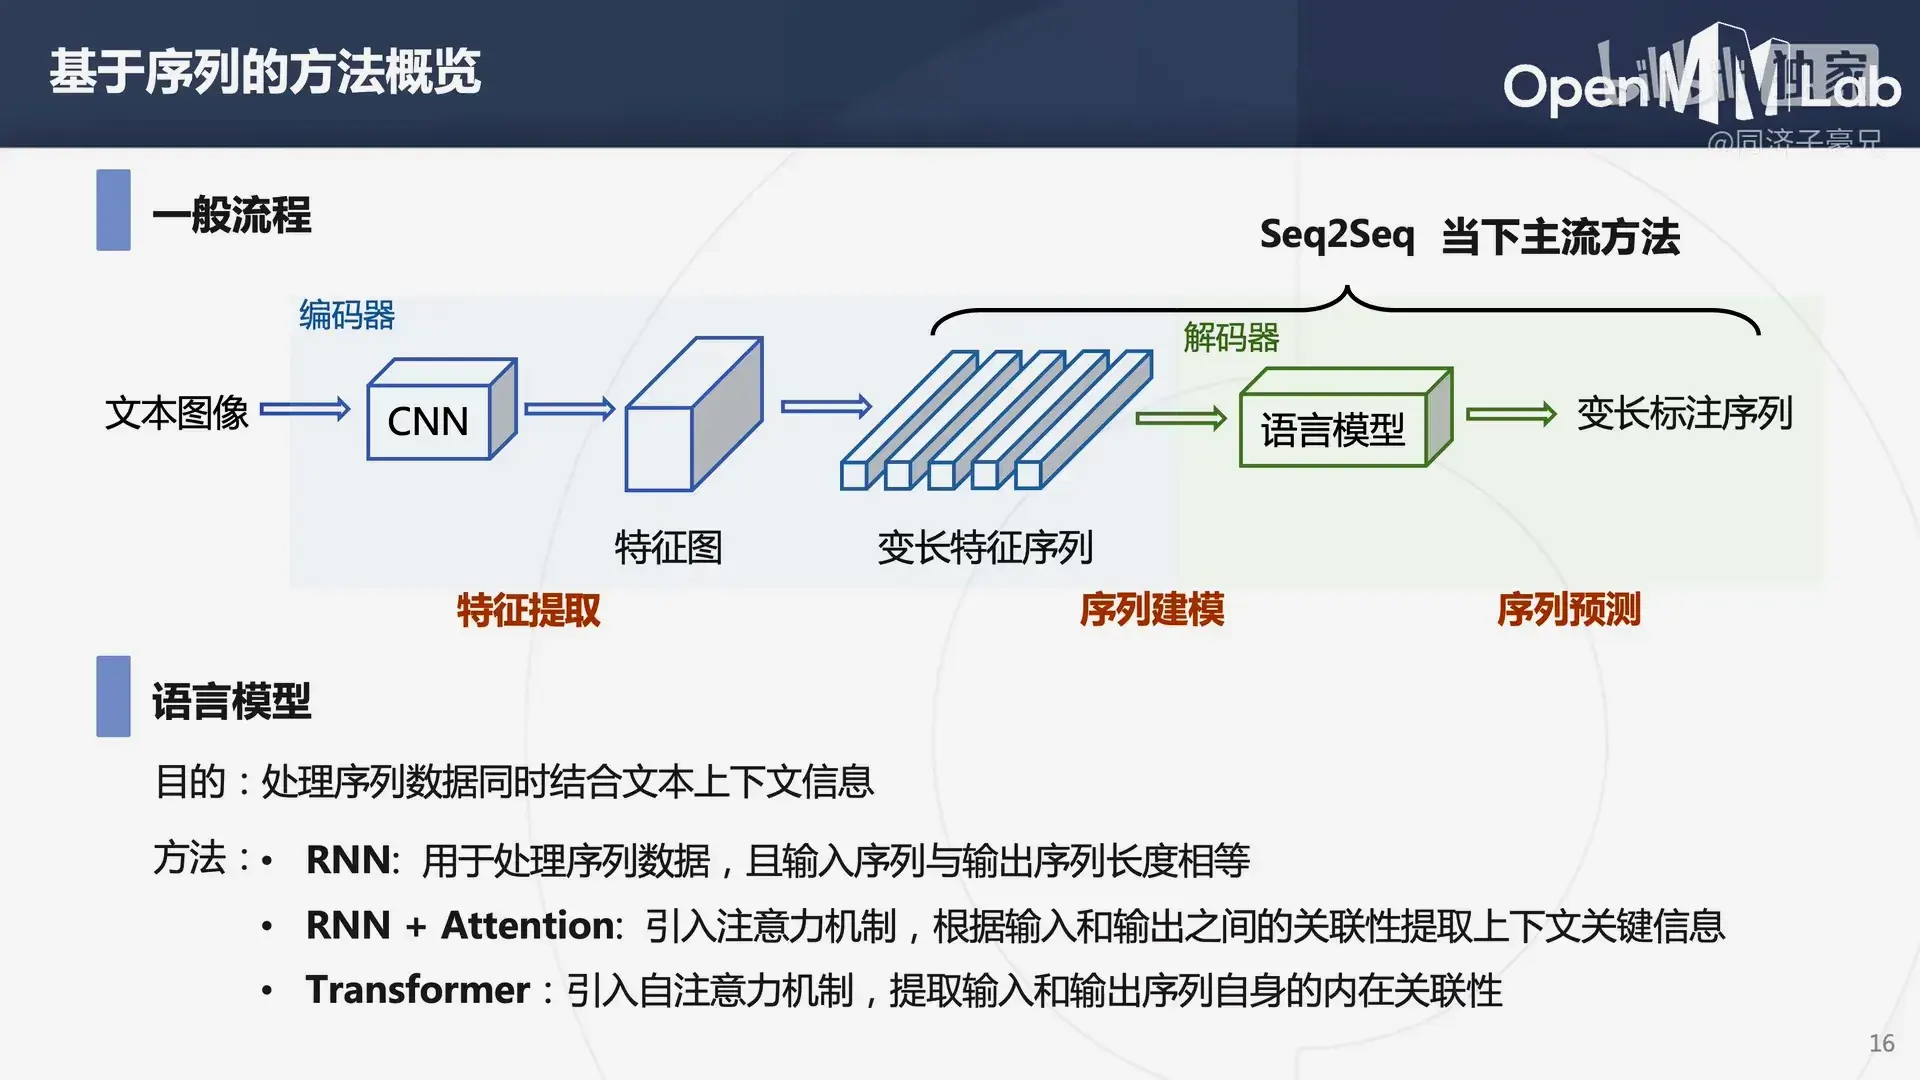 基于序列的方法概览
OpenMMLab
bilibili 独家
@同济子豪兄
一般流程
Seq2Seq 当下主流方法
编码器
解码器
文本图像
CNN
语言模型
变长标注序列
特征图
变长特征序列
特征提取
序列建模
序列预测
语言模型
目的：处理序列数据同时结合文本上下文信息
方法：• RNN: 用于处理序列数据，且输入序列与输出序列长度相等
• RNN + Attention: 引入注意力机制，根据输入和输出之间的关联性提取上下文关键信息
• Transformer：引入自注意力机制，提取输入和输出序列自身的内在关联性
16